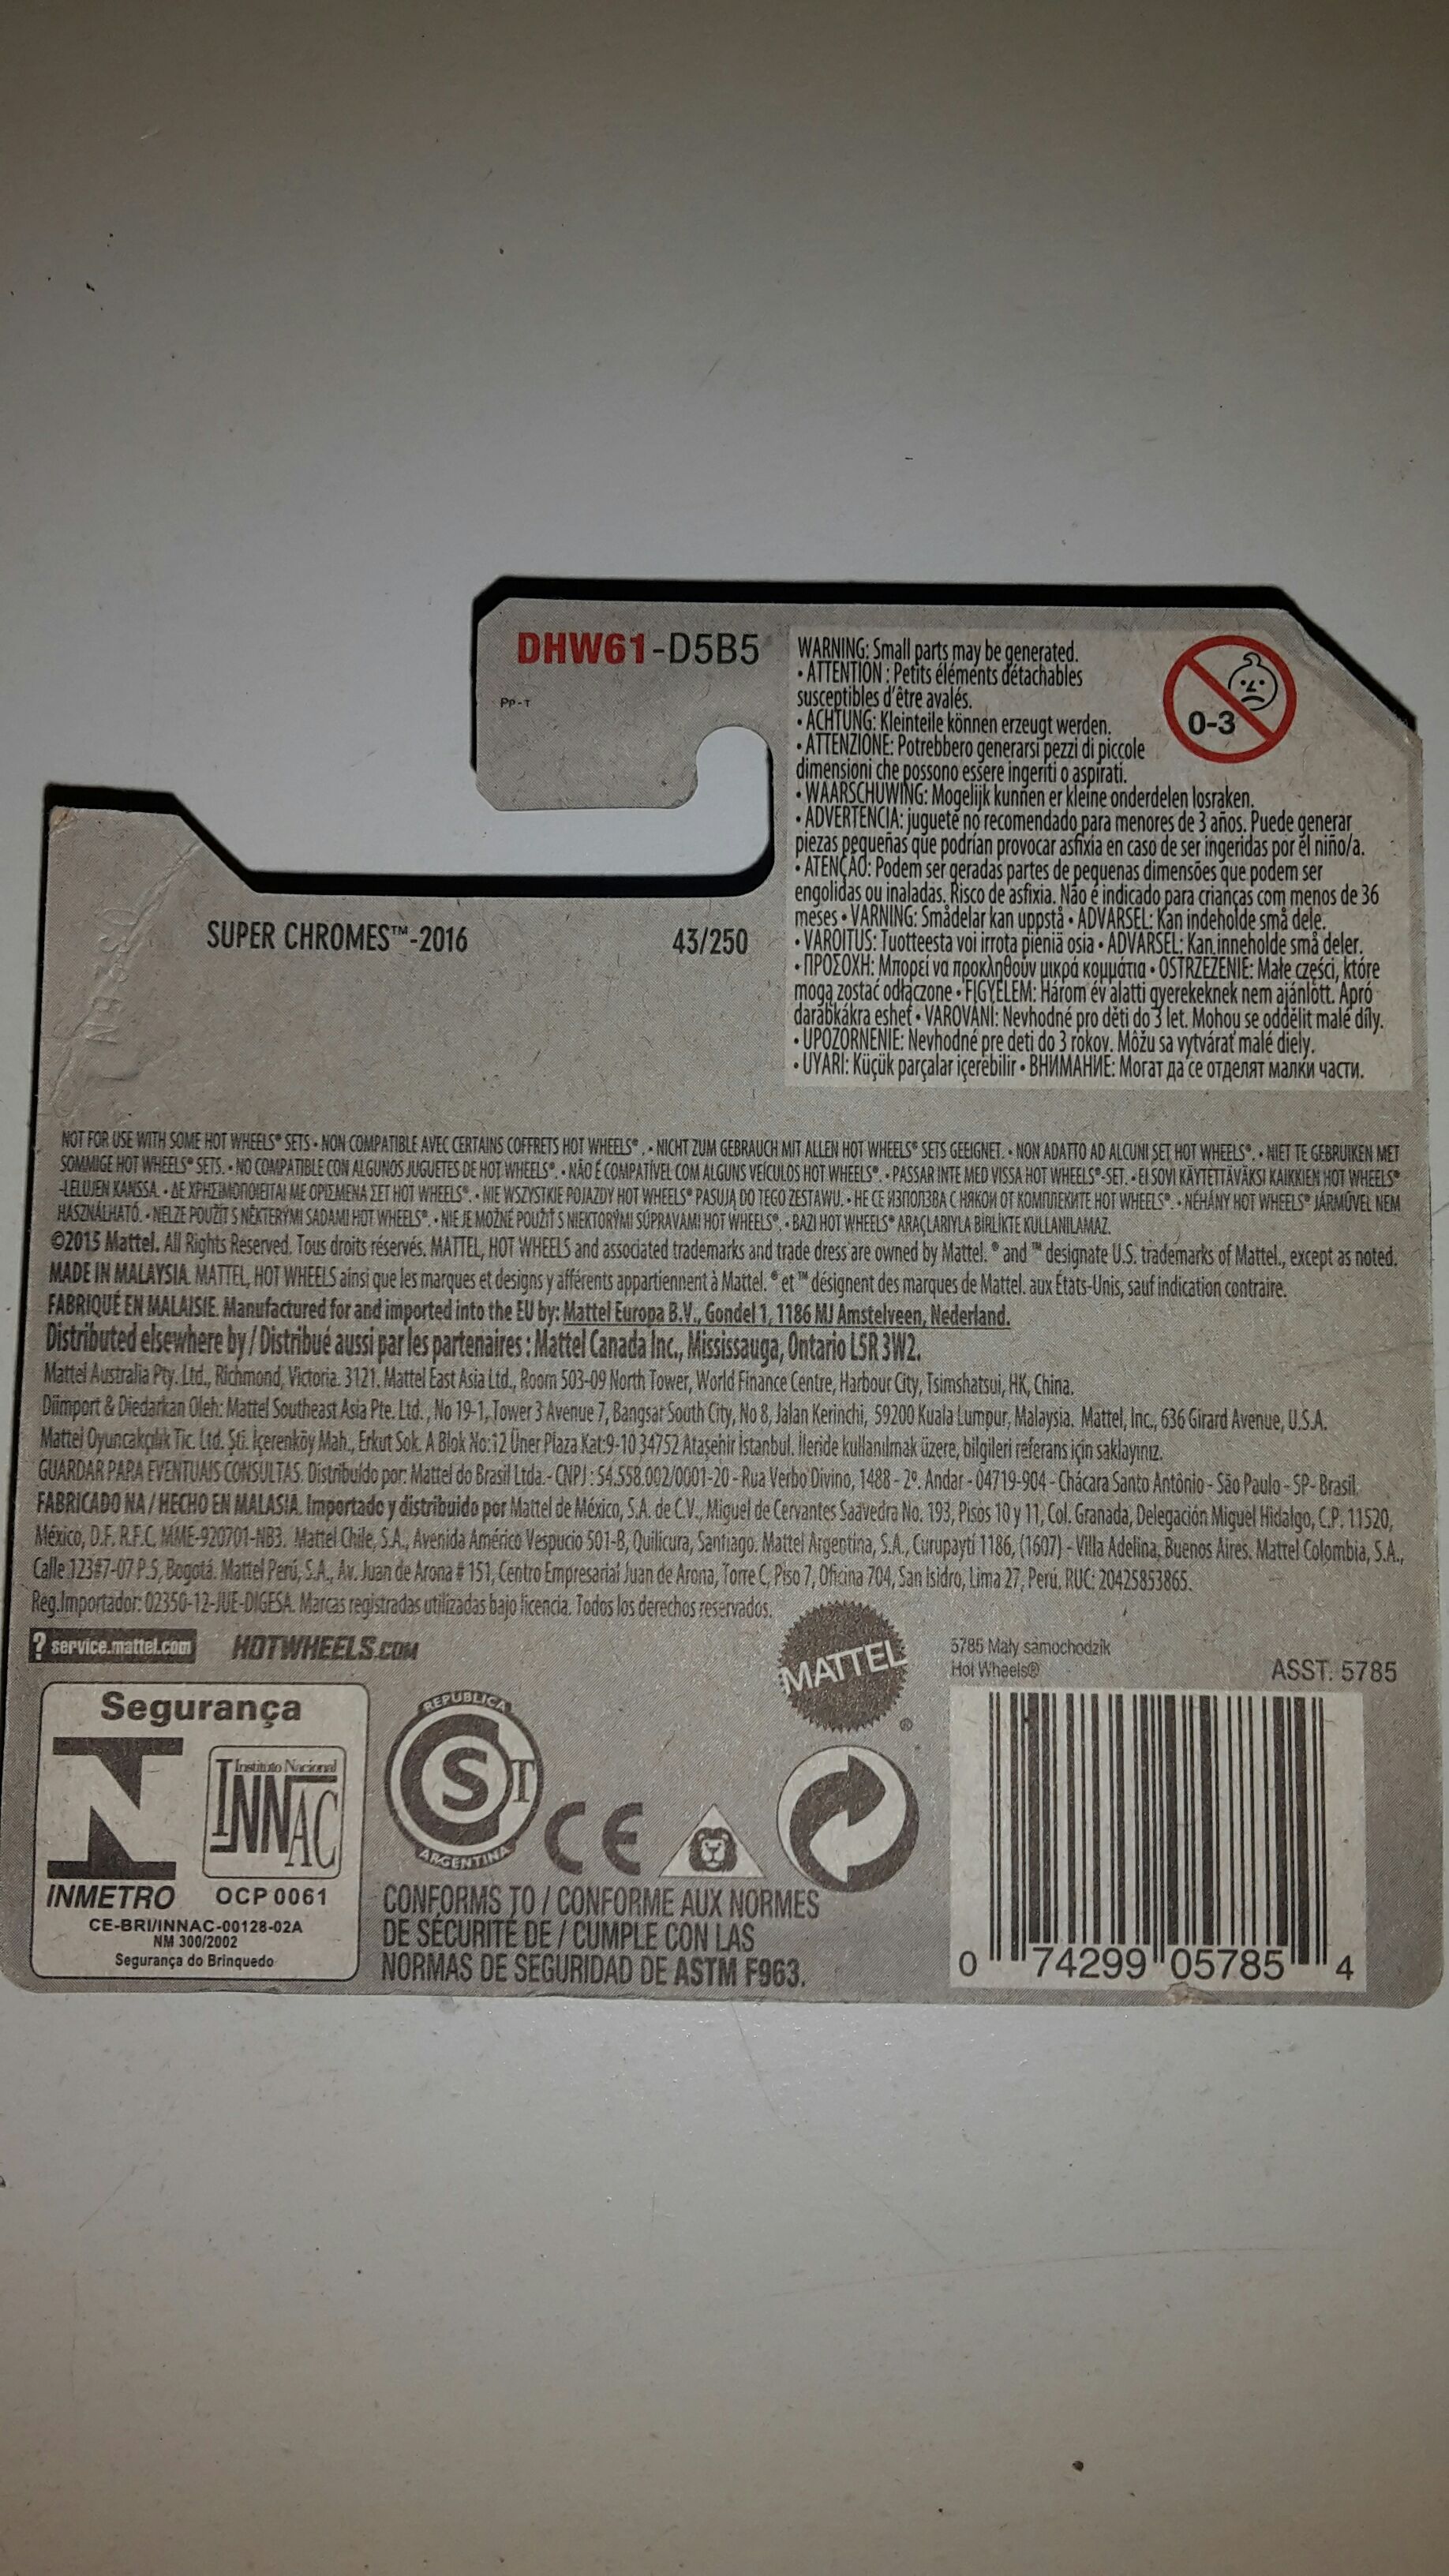 DHW61-D5B5
Pp-T
WARNING: Small parts may be generated.
• ATTENTION : Petits éléments détachables
susceptibles d'être avalés.
• ACHTUNG: Kleinteile können erzeugt werden.
• ATTENZIONE: Potrebbero generarsi pezzi di piccole
dimensioni che possono essere ingeriti o aspirati.
• WAARSCHUWING: Mogelijk kunnen er kleine onderdelen losraken.
• ADVERTENCIA: juguete no recomendado para menores de 3 años. Puede generar
piezas pequeñas que podrían provocar asfixia en caso de ser ingeridas por el niño/a.
• ATENÇÃO: Podem ser geradas partes de pequenas dimensões que podem ser
engolidas ou inaladas. Risco de asfixia. Não é indicado para crianças com menos de 36
meses • VARNING: Smådelar kan uppstå • ADVARSEL: Kan indeholde små dele.
• VAROITUS: Tuotteesta voi irrota pieniä osia • ADVARSEL: Kan inneholde små deler.
• ΠΡΟΣΟΧΗ: Μπορεί να προκληθούν μικρά κομμάτια • OSTRZEŻENIE: Małe części, które
mogą zostać odłączone • FIGYELEM: Három év alatti gyerekeknek nem ajánlott. Apró
darabkákra eshet • VAROVÁNÍ: Nevhodné pro děti do 3 let. Mohou se oddělit malé díly.
• UPOZORNENIE: Nevhodné pre deti do 3 rokov. Môžu sa vytvárať malé diely.
• UYARI: Küçük parçalar içerebilir • ВНИМАНИЕ: Могат да се отделят малки части.
0-3
SUPER CHROMES™-2016 43/250
NOT FOR USE WITH SOME HOT WHEELS® SETS • NON COMPATIBLE AVEC CERTAINS COFFRETS HOT WHEELS® . • NICHT ZUM GEBRAUCH MIT ALLEN HOT WHEELS® SETS GEEIGNET. • NON ADATTO AD ALCUNI SET HOT WHEELS®. • NIET TE GEBRUIKEN MET
SOMMIGE HOT WHEELS® SETS. • NO COMPATIBLE CON ALGUNOS JUGUETES DE HOT WHEELS®. • NÃO É COMPATÍVEL COM ALGUNS VEÍCULOS HOT WHEELS®. • PASSAR INTE MED VISSA HOT WHEELS®-SET. • EI SOVI KÄYTETTÄVÄKSI KAIKKIEN HOT WHEELS®
-LELUJEN KANSSA. • ΔΕ ΧΡΗΣΙΜΟΠΟΙΕΙΤΑΙ ΜΕ ΟΡΙΣΜΕΝΑ ΣΕΤ HOT WHEELS®. • NIE WSZYSTKIE POJAZDY HOT WHEELS® PASUJĄ DO TEGO ZESTAWU. • НЕ СЕ ИЗПОЛЗВА С НЯКОИ ОТ КОМПЛЕКИТЕ HOT WHEELS®. • NÉHÁNY HOT WHEELS® JÁRMŰVEL NEM
HASZNÁLHATÓ. • NELZE POUŽÍT S NĚKTERÝMI SADAMI HOT WHEELS®. • NIE JE MOŽNÉ POUŽIŤ S NIEKTORÝMI SÚPRAVAMI HOT WHEELS®. • BAZI HOT WHEELS® ARAÇLARIYLA BİRLİKTE KULLANILAMAZ.
©2015 Mattel. All Rights Reserved. Tous droits réservés. MATTEL, HOT WHEELS and associated trademarks and trade dress are owned by Mattel. ® and ™ designate U.S. trademarks of Mattel., except as noted.
MADE IN MALAYSIA. MATTEL, HOT WHEELS ainsi que les marques et designs y afférents appartiennent à Mattel. ® et ™ désignent des marques de Mattel. aux États-Unis, sauf indication contraire.
FABRIQUÉ EN MALAISIE. Manufactured for and imported into the EU by: Mattel Europa B.V., Gondel 1, 1186 MJ Amstelveen, Nederland.
Distributed elsewhere by / Distribué aussi par les partenaires : Mattel Canada Inc., Mississauga, Ontario L5R 3W2.
Mattel Australia Pty. Ltd., Richmond, Victoria. 3121. Mattel East Asia Ltd., Room 503-09 North Tower, World Finance Centre, Harbour City, Tsimshatsui, HK, China.
Diimport & Diedarkan Oleh: Mattel Southeast Asia Pte. Ltd. , No 19-1, Tower 3 Avenue 7, Bangsar South City, No 8, Jalan Kerinchi, 59200 Kuala Lumpur, Malaysia. Mattel, Inc., 636 Girard Avenue, U.S.A.
Mattel Oyuncakçılık Tic. Ltd. Şti. İçerenköy Mah., Erkut Sok. A Blok No:12 Üner Plaza Kat:9-10 34752 Ataşehir İstanbul. İleride kullanılmak üzere, bilgileri referans için saklayınız.
GUARDAR PARA EVENTUAIS CONSULTAS. Distribuído por: Mattel do Brasil Ltda.- CNPJ : 54.558.002/0001-20 - Rua Verbo Divino, 1488 - 2º. Andar - 04719-904 - Chácara Santo Antônio - São Paulo - SP- Brasil.
FABRICADO NA / HECHO EN MALASIA. Importado y distribuido por Mattel de México, S.A. de C.V., Miguel de Cervantes Saavedra No. 193, Pisos 10 y 11, Col. Granada, Delegación Miguel Hidalgo, C.P. 11520,
México, D.F. R.F.C. MME-920701-NB3. Mattel Chile, S.A., Avenida Américo Vespucio 501-B, Quilicura, Santiago. Mattel Argentina, S.A., Curupaytí 1186, (1607) - Villa Adelina, Buenos Aires. Mattel Colombia, S.A.,
Calle 123#7-07 P.5, Bogotá. Mattel Perú, S.A., Av. Juan de Arona # 151, Centro Empresarial Juan de Arona, Torre C, Piso 7, Oficina 704, San Isidro, Lima 27, Perú. RUC: 20425853865.
Reg.Importador: 02350-12-JUE-DIGESA. Marcas registradas utilizadas bajo licencia. Todos los derechos reservados.
? service.mattel.com HOTWHEELS.COM
MATTEL ®
5785 Mały samochodzik
Hot Wheels®
ASST. 5785
Segurança
Instituto Nacional
INNAC
INMETRO OCP 0061
CE-BRI/INNAC-00128-02A
NM 300/2002
Segurança do Brinquedo
REPUBLICA
S T
ARGENTINA
CE
CONFORMS TO / CONFORME AUX NORMES
DE SÉCURITÉ DE / CUMPLE CON LAS
NORMAS DE SEGURIDAD DE ASTM F963.
0 74299 05785 4